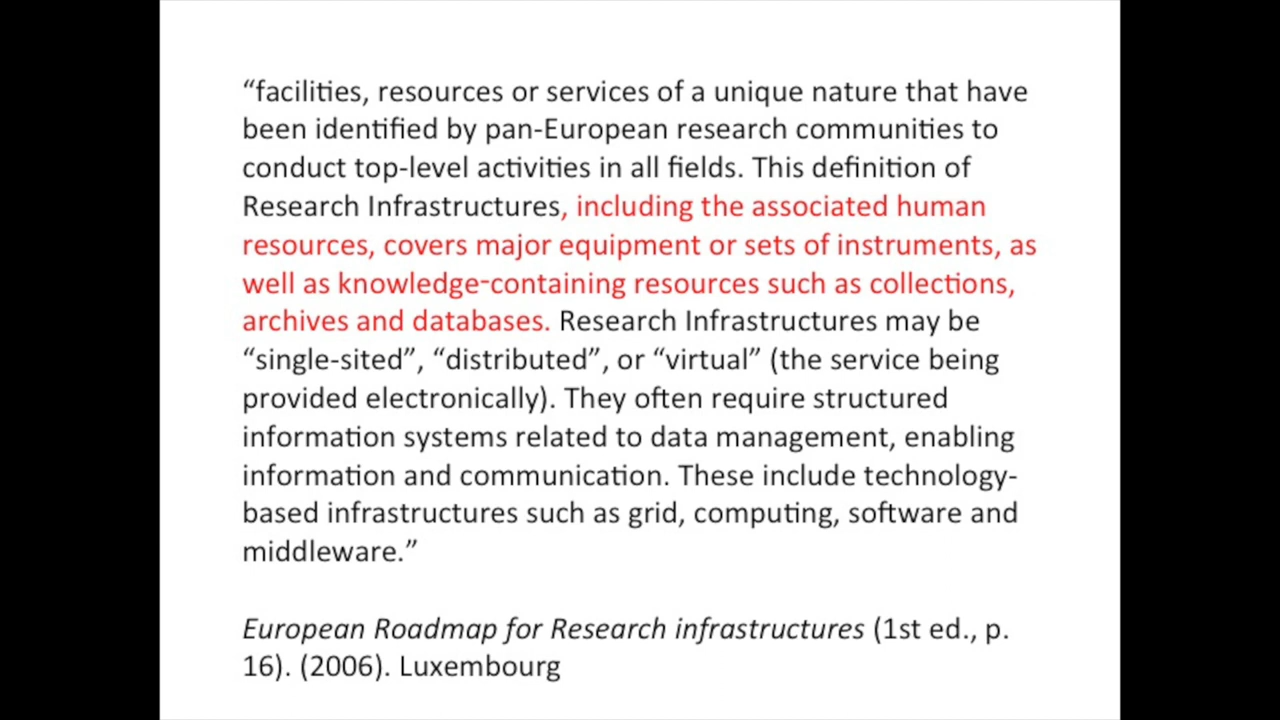 “facilities, resources or services of a unique nature that have
been identified by pan-European research communities to
conduct top-level activities in all fields. This definition of
Research Infrastructures, including the associated human
resources, covers major equipment or sets of instruments, as
well as knowledge-containing resources such as collections,
archives and databases. Research Infrastructures may be
“single-sited”, “distributed”, or “virtual” (the service being
provided electronically). They often require structured
information systems related to data management, enabling
information and communication. These include technology-
based infrastructures such as grid, computing, software and
middleware.”
European Roadmap for Research infrastructures (1st ed., p.
16). (2006). Luxembourg